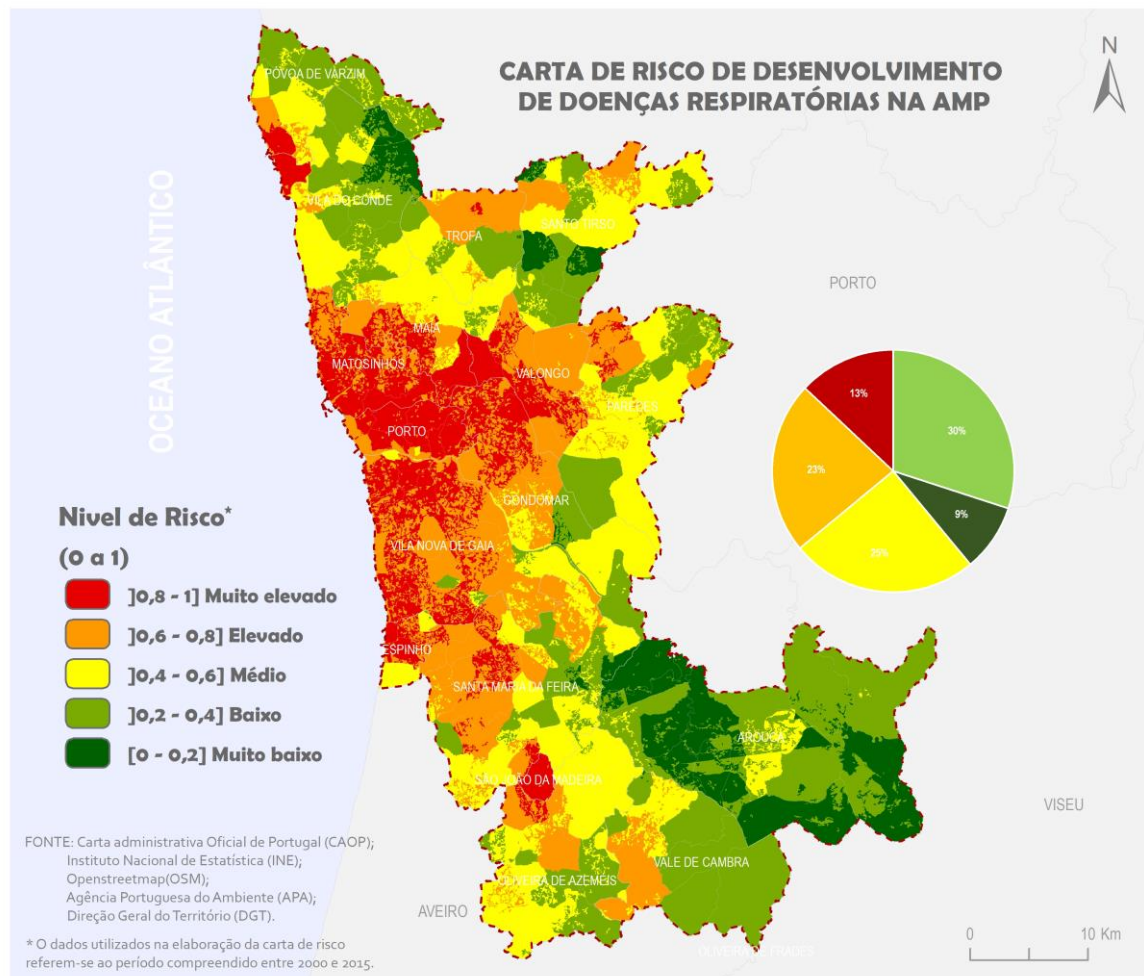 CARTA DE RISCO DE DESENVOLVIMENTO
DE DOENÇAS RESPIRATÓRIAS NA AMP
N
OCEANO ATLÂNTICO
PÓVOA DE VARZIM
VILA DO CONDE
TROFA
SANTO TIRSO
PORTO
MAIA
MATOSINHOS
VALONGO
PAREDES
PORTO
GONDOMAR
VILA NOVA DE GAIA
ESPINHO
SANTA MARIA DA FEIRA
AROUCA
SÃO JOÃO DA MADEIRA
VISEU
VALE DE CAMBRA
OLIVEIRA DE AZEMÉIS
AVEIRO
OLIVEIRA DE FRADES
13%
30%
23%
9%
25%
Nivel de Risco*
(0 a 1)
]0,8 - 1] Muito elevado
]0,6 - 0,8] Elevado
]0,4 - 0,6] Médio
]0,2 - 0,4] Baixo
[0 - 0,2] Muito baixo
FONTE: Carta administrativa Oficial de Portugal (CAOP);
Instituto Nacional de Estatística (INE);
Openstreetmap(OSM);
Agência Portuguesa do Ambiente (APA);
Direção Geral do Território (DGT).
* O dados utilizados na elaboração da carta de risco
referem-se ao período compreendido entre 2000 e 2015.
0 10 Km